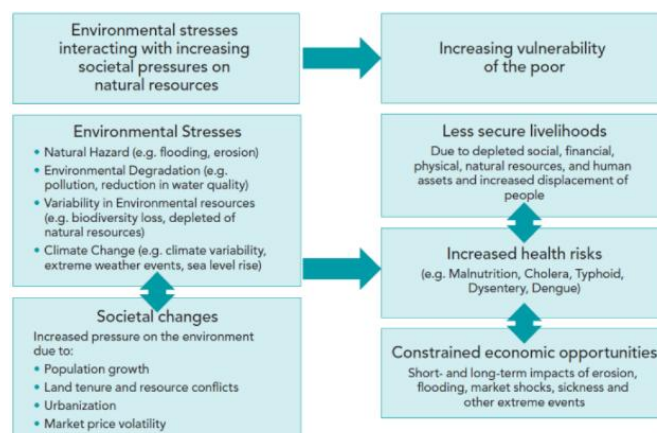 Environmental stresses
interacting with increasing
societal pressures on
natural resources
Increasing vulnerability
of the poor
Environmental Stresses
• Natural Hazard (e.g. flooding, erosion)
• Environmental Degradation (e.g.
pollution, reduction in water quality)
• Variability in Environmental resources
(e.g. biodiversity loss, depleted of
natural resources)
• Climate Change (e.g. climate variability,
extreme weather events, sea level rise)
Societal changes
Increased pressure on the environment
due to:
• Population growth
• Land tenure and resource conflicts
• Urbanization
• Market price volatility
Less secure livelihoods
Due to depleted social, financial,
physical, natural resources, and human
assets and increased displacement of
people
Increased health risks
(e.g. Malnutrition, Cholera, Typhoid,
Dysentery, Dengue)
Constrained economic opportunities
Short- and long-term impacts of erosion,
flooding, market shocks, sickness and
other extreme events